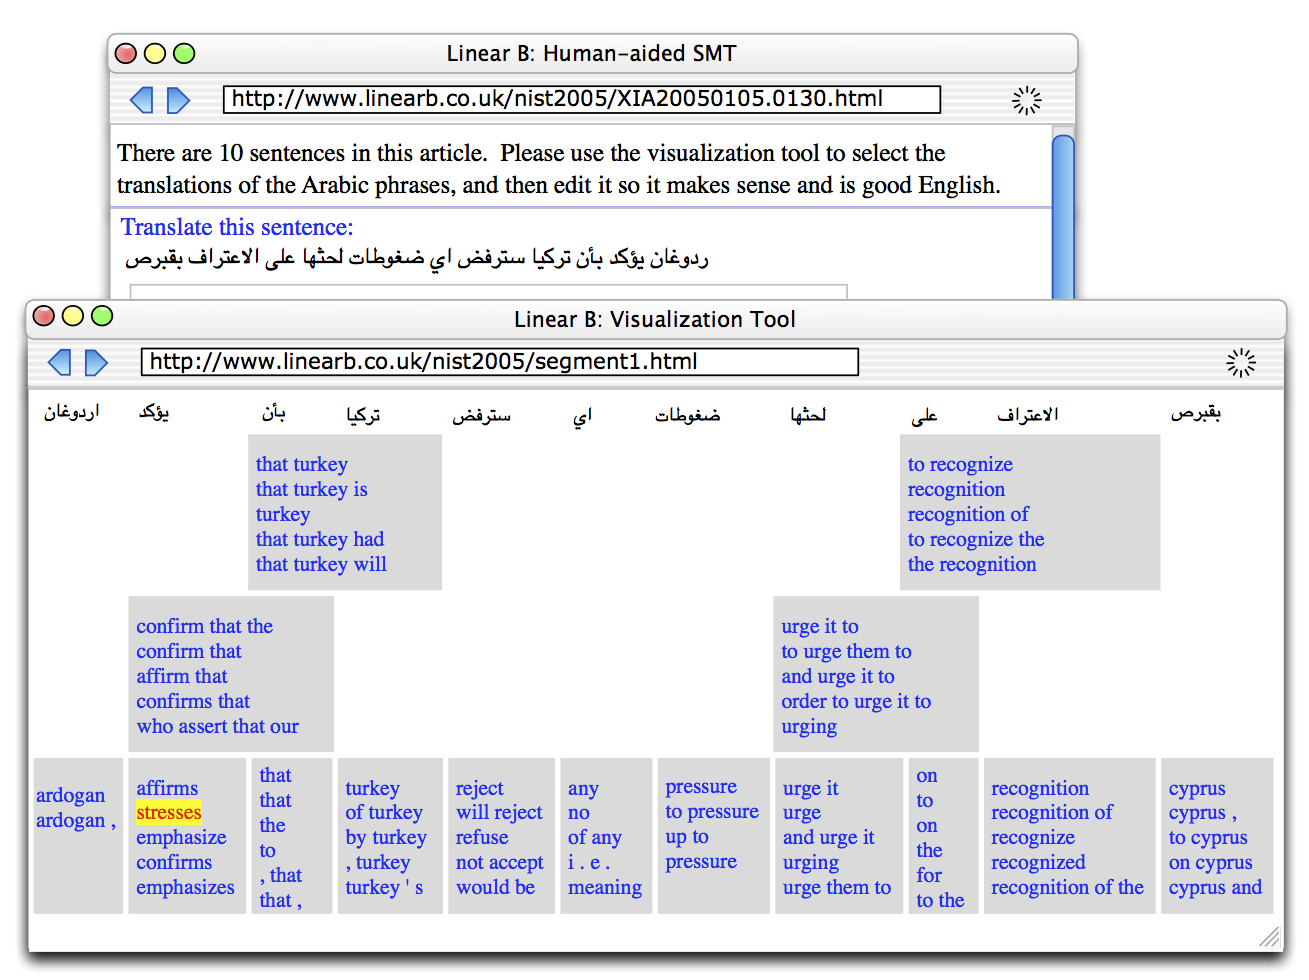 Linear B: Human-aided SMT
http://www.linearb.co.uk/nist2005/XIA20050105.0130.html
There are 10 sentences in this article.  Please use the visualization tool to select the
translations of the Arabic phrases, and then edit it so it makes sense and is good English.
Translate this sentence:
ردوغان يؤكد بأن تركيا سترفض اي ضغوطات لحثها على الاعتراف بقبرص
Linear B: Visualization Tool
http://www.linearb.co.uk/nist2005/segment1.html
اردوغان
يؤكد
بأن
تركيا
سترفض
اي
ضغوطات
لحثها
على
الاعتراف
بقبرص
that turkey
that turkey is
turkey
that turkey had
that turkey will
to recognize
recognition
recognition of
to recognize the
the recognition
confirm that the
confirm that
affirm that
confirms that
who assert that our
urge it to
to urge them to
and urge it to
order to urge it to
urging
ardogan
ardogan ,
affirms
stresses
emphasize
confirms
emphasizes
that
that
the
to
, that
that ,
turkey
of turkey
by turkey
, turkey
turkey ' s
reject
will reject
refuse
not accept
would be
any
no
of any
i . e .
meaning
pressure
to pressure
up to
pressure
urge it
urge
and urge it
urging
urge them to
on
to
on
the
for
to the
recognition
recognition of
recognize
recognized
recognition of the
cyprus
cyprus ,
to cyprus
on cyprus
cyprus and